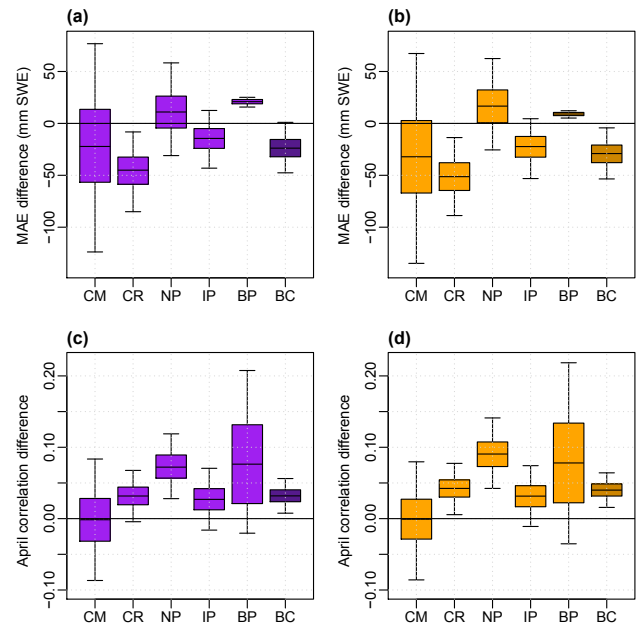 (a)
MAE difference (mm SWE)
50
0
−50
−100
CM CR NP IP BP BC
(b)
MAE difference (mm SWE)
50
0
−50
−100
CM CR NP IP BP BC
(c)
April correlation difference
0.20
0.10
0.00
−0.10
CM CR NP IP BP BC
(d)
April correlation difference
0.20
0.10
0.00
−0.10
CM CR NP IP BP BC